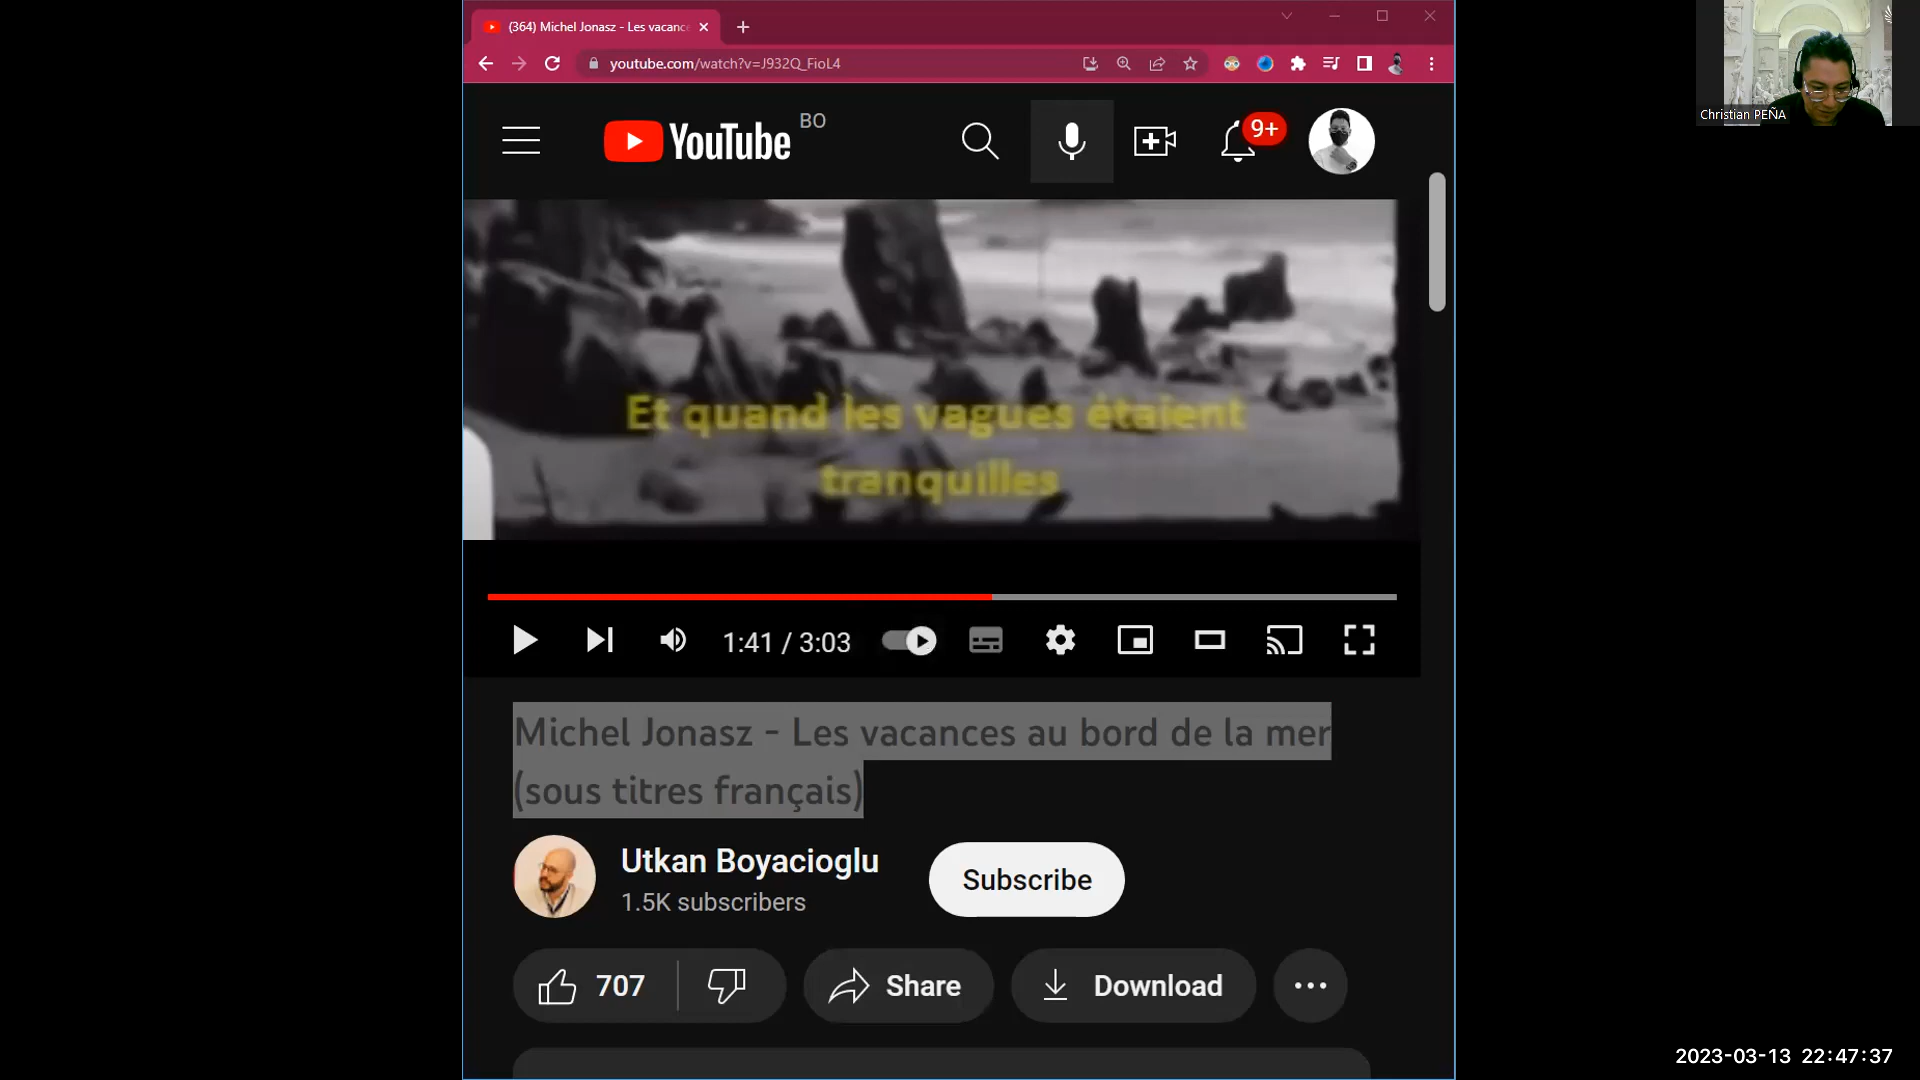 (364) Michel Jonasz - Les vacanc
youtube.com/watch?v=J932Q_FioL4
Christian PEÑA
YouTube BO
9+
Et quand les vagues étaient
tranquilles
1:41 / 3:03
Michel Jonasz - Les vacances au bord de la mer
(sous titres français)
Utkan Boyacioglu
1.5K subscribers
Subscribe
707
Share
Download
2023-03-13 22:47:37